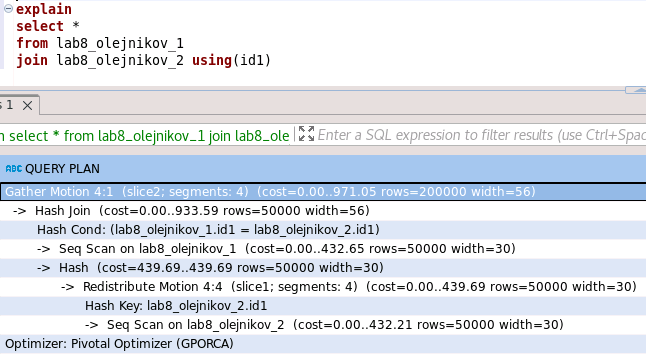 explain
select *
from lab8_olejnikov_1
join lab8_olejnikov_2 using(id1)
s 1
n select * from lab8_olejnikov_1 join lab8_ole Enter a SQL expression to filter results (use Ctrl+Spac
ABC QUERY PLAN
Gather Motion 4:1 (slice2; segments: 4) (cost=0.00..971.05 rows=200000 width=56)
-> Hash Join (cost=0.00..933.59 rows=50000 width=56)
Hash Cond: (lab8_olejnikov_1.id1 = lab8_olejnikov_2.id1)
-> Seq Scan on lab8_olejnikov_1 (cost=0.00..432.65 rows=50000 width=30)
-> Hash (cost=439.69..439.69 rows=50000 width=30)
-> Redistribute Motion 4:4 (slice1; segments: 4) (cost=0.00..439.69 rows=50000 width=30)
Hash Key: lab8_olejnikov_2.id1
-> Seq Scan on lab8_olejnikov_2 (cost=0.00..432.21 rows=50000 width=30)
Optimizer: Pivotal Optimizer (GPORCA)